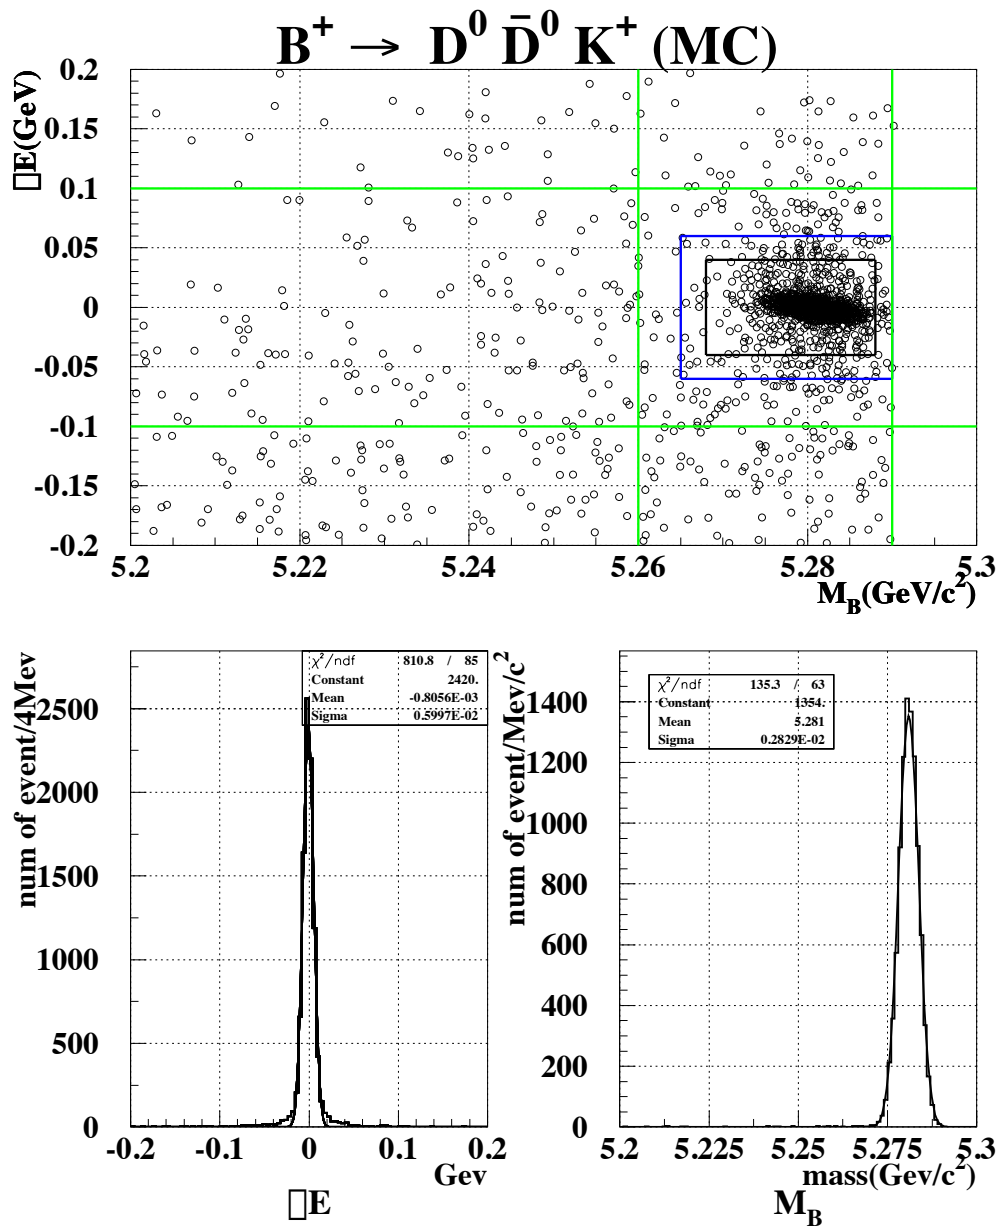 B⁺ → D⁰ D̄⁰ K⁺ (MC)
□E(GeV)
0.2
0.15
0.1
0.05
0
-0.05
-0.1
-0.15
-0.2
5.2 5.22 5.24 5.26 5.28 5.3
M_B(GeV/c²)
num of event/4Mev
2500
2000
1500
1000
500
0
χ²/ndf 810.8 / 85
Constant 2420.
Mean -0.8056E-03
Sigma 0.5997E-02
-0.2 -0.1 0 0.1 0.2
Gev
□E
num of event/Mev/c²
1400
1200
1000
800
600
400
200
0
χ²/ndf 135.3 / 63
Constant 1354.
Mean 5.281
Sigma 0.2829E-02
5.2 5.225 5.25 5.275 5.3
mass(Gev/c²)
M_B